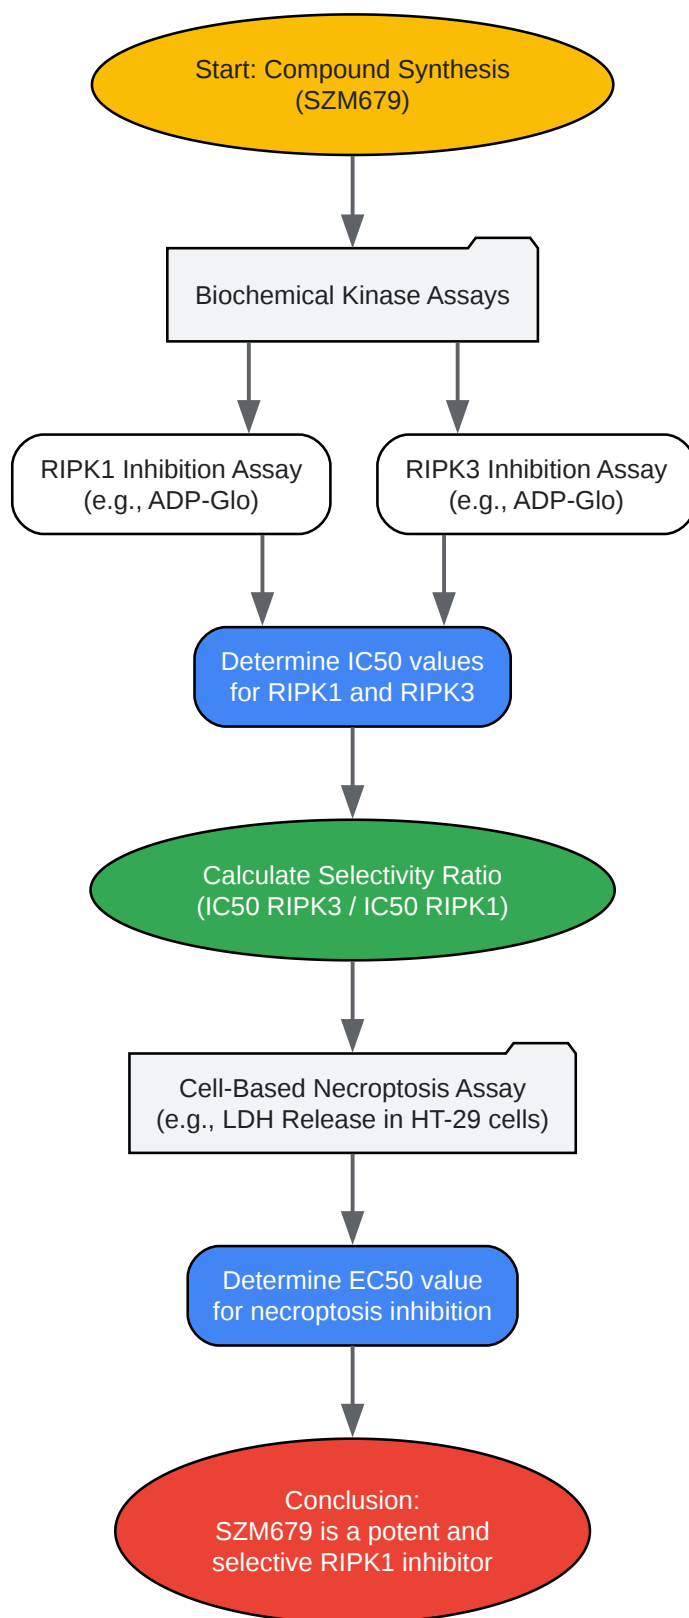 Start: Compound Synthesis
(SZM679)
Biochemical Kinase Assays
RIPK1 Inhibition Assay
(e.g., ADP-Glo)
RIPK3 Inhibition Assay
(e.g., ADP-Glo)
Determine IC50 values
for RIPK1 and RIPK3
Calculate Selectivity Ratio
(IC50 RIPK3 / IC50 RIPK1)
Cell-Based Necroptosis Assay
(e.g., LDH Release in HT-29 cells)
Determine EC50 value
for necroptosis inhibition
Conclusion:
SZM679 is a potent and
selective RIPK1 inhibitor